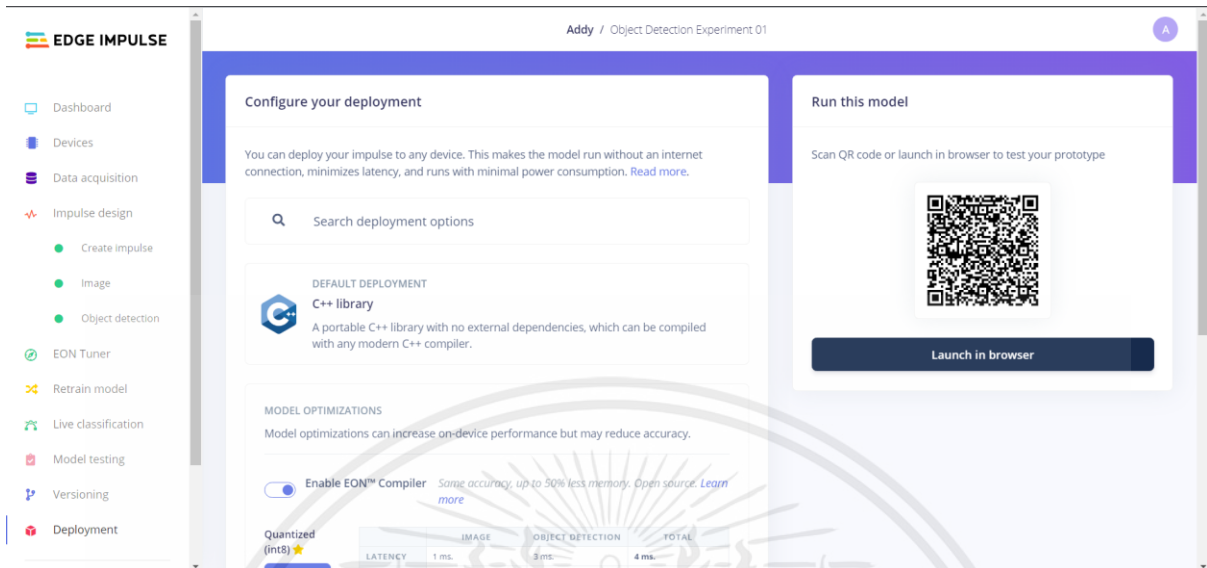 EDGE IMPULSE
Addy / Object Detection Experiment 01
A
Dashboard
Devices
Data acquisition
Impulse design
Create impulse
Image
Object detection
EON Tuner
Retrain model
Live classification
Model testing
Versioning
Deployment
Configure your deployment
You can deploy your impulse to any device. This makes the model run without an internet
connection, minimizes latency, and runs with minimal power consumption. Read more.
Search deployment options
DEFAULT DEPLOYMENT
C++ library
A portable C++ library with no external dependencies, which can be compiled
with any modern C++ compiler.
MODEL OPTIMIZATIONS
Model optimizations can increase on-device performance but may reduce accuracy.
Enable EON™ Compiler Same accuracy, up to 50% less memory. Open source. Learn
more
Quantized
(int8)
IMAGE OBJECT DETECTION TOTAL
LATENCY 1 ms. 3 ms. 4 ms.
Run this model
Scan QR code or launch in browser to test your prototype
Launch in browser